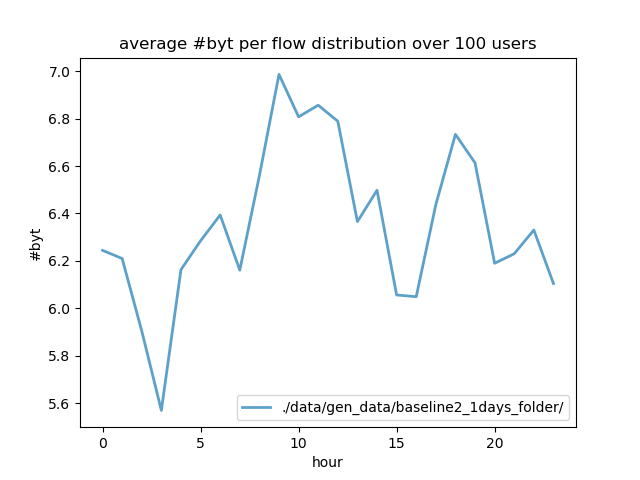 average #byt per flow distribution over 100 users
7.0
6.8
6.6
6.4
6.2
6.0
5.8
5.6
#byt
./data/gen_data/baseline2_1days_folder/
0 5 10 15 20
hour